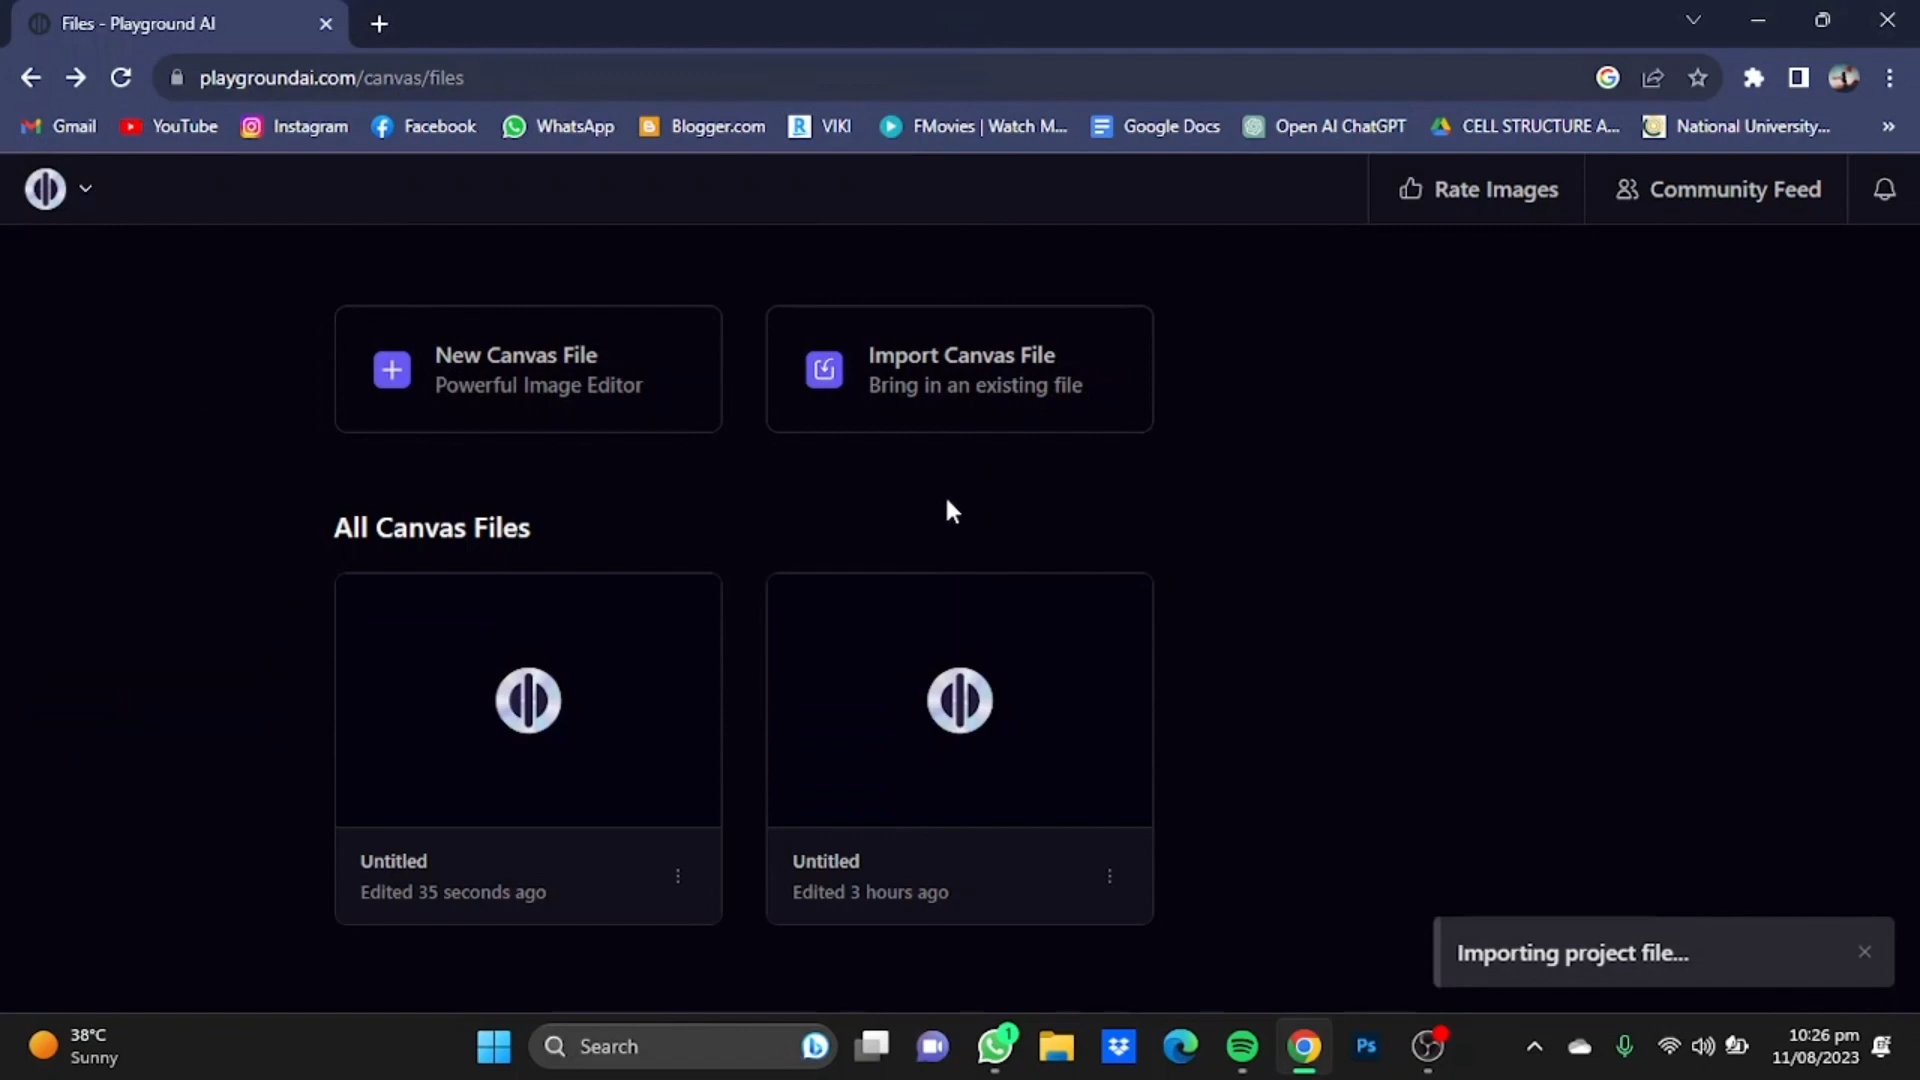 Files - Playground AI
playgroundai.com/canvas/files
Gmail
YouTube
Instagram
Facebook
WhatsApp
Blogger.com
VIKI
FMovies | Watch M...
Google Docs
Open AI ChatGPT
CELL STRUCTURE A...
National University...
Rate Images
Community Feed
New Canvas File
Powerful Image Editor
Import Canvas File
Bring in an existing file
All Canvas Files
Untitled
Edited 35 seconds ago
Untitled
Edited 3 hours ago
Importing project file...
38°C
Sunny
Search
1
Ps
10:26 pm
11/08/2023